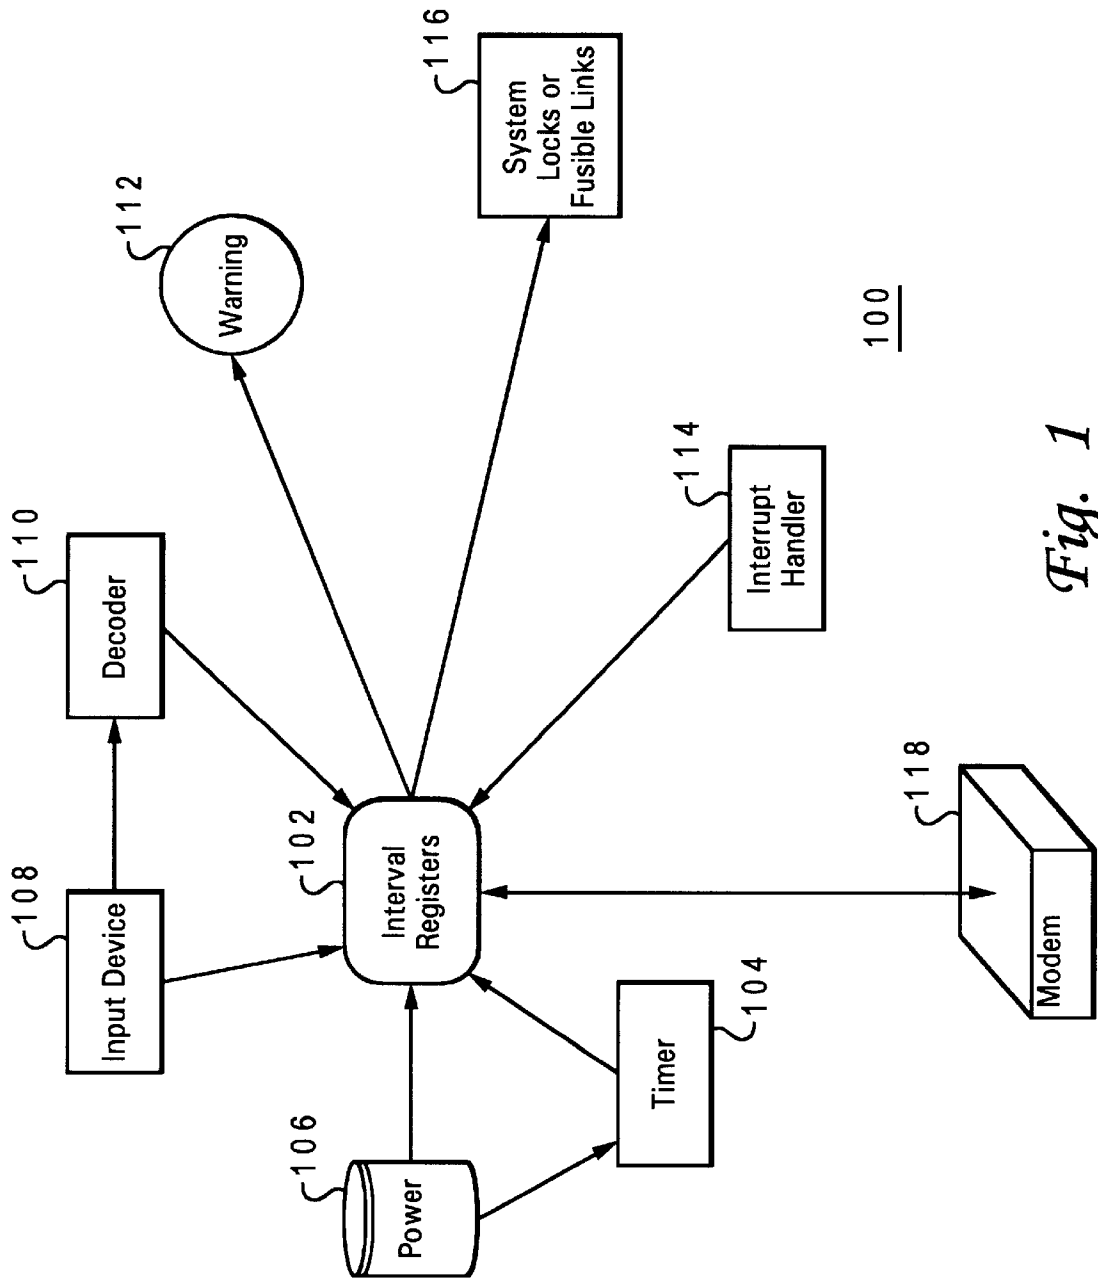 108
Input Device
110
Decoder
112
Warning
116
System
Locks or
Fusible Links
106
Power
102
Interval
Registers
104
Timer
114
Interrupt
Handler
100
118
Modem
Fig. 1